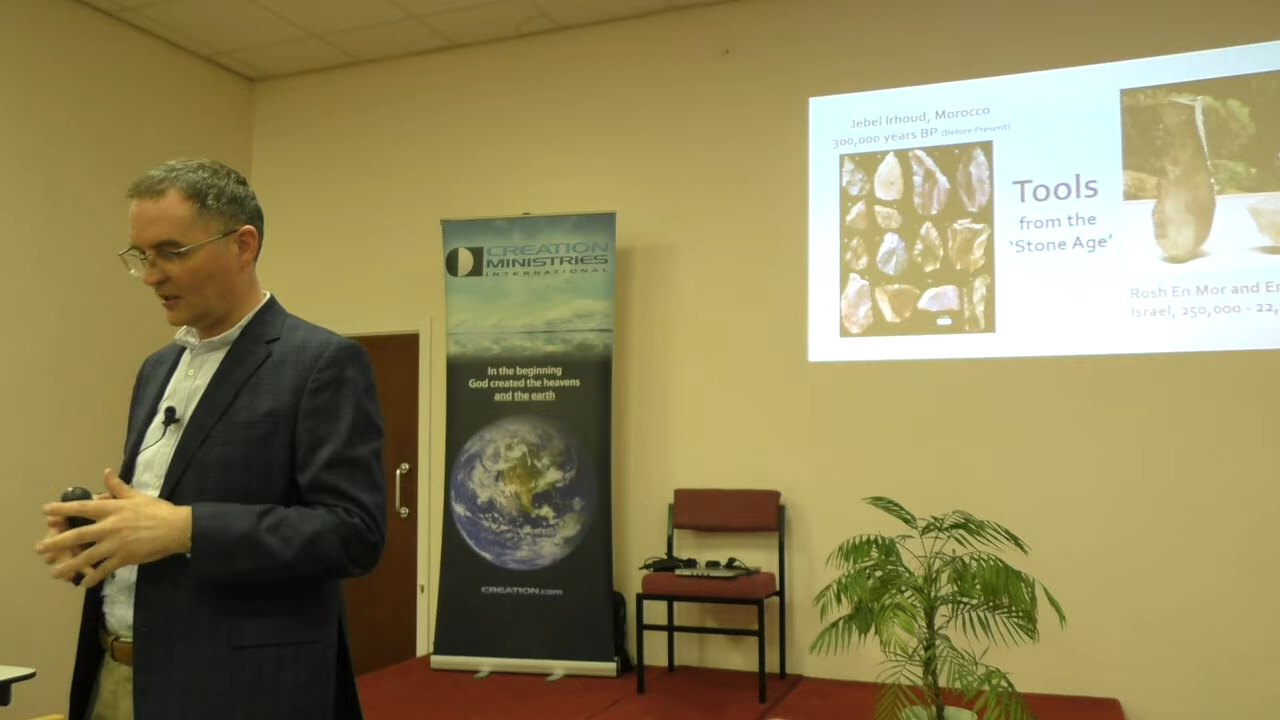 CREATION
MINISTRIES
INTERNATIONAL
In the beginning
God created the heavens
and the earth
CREATION.com
Jebel Irhoud, Morocco
300,000 years BP (Before Present)
Tools
from the
‘Stone Age’
Rosh En Mor and
Israel, 250,000 - 22,